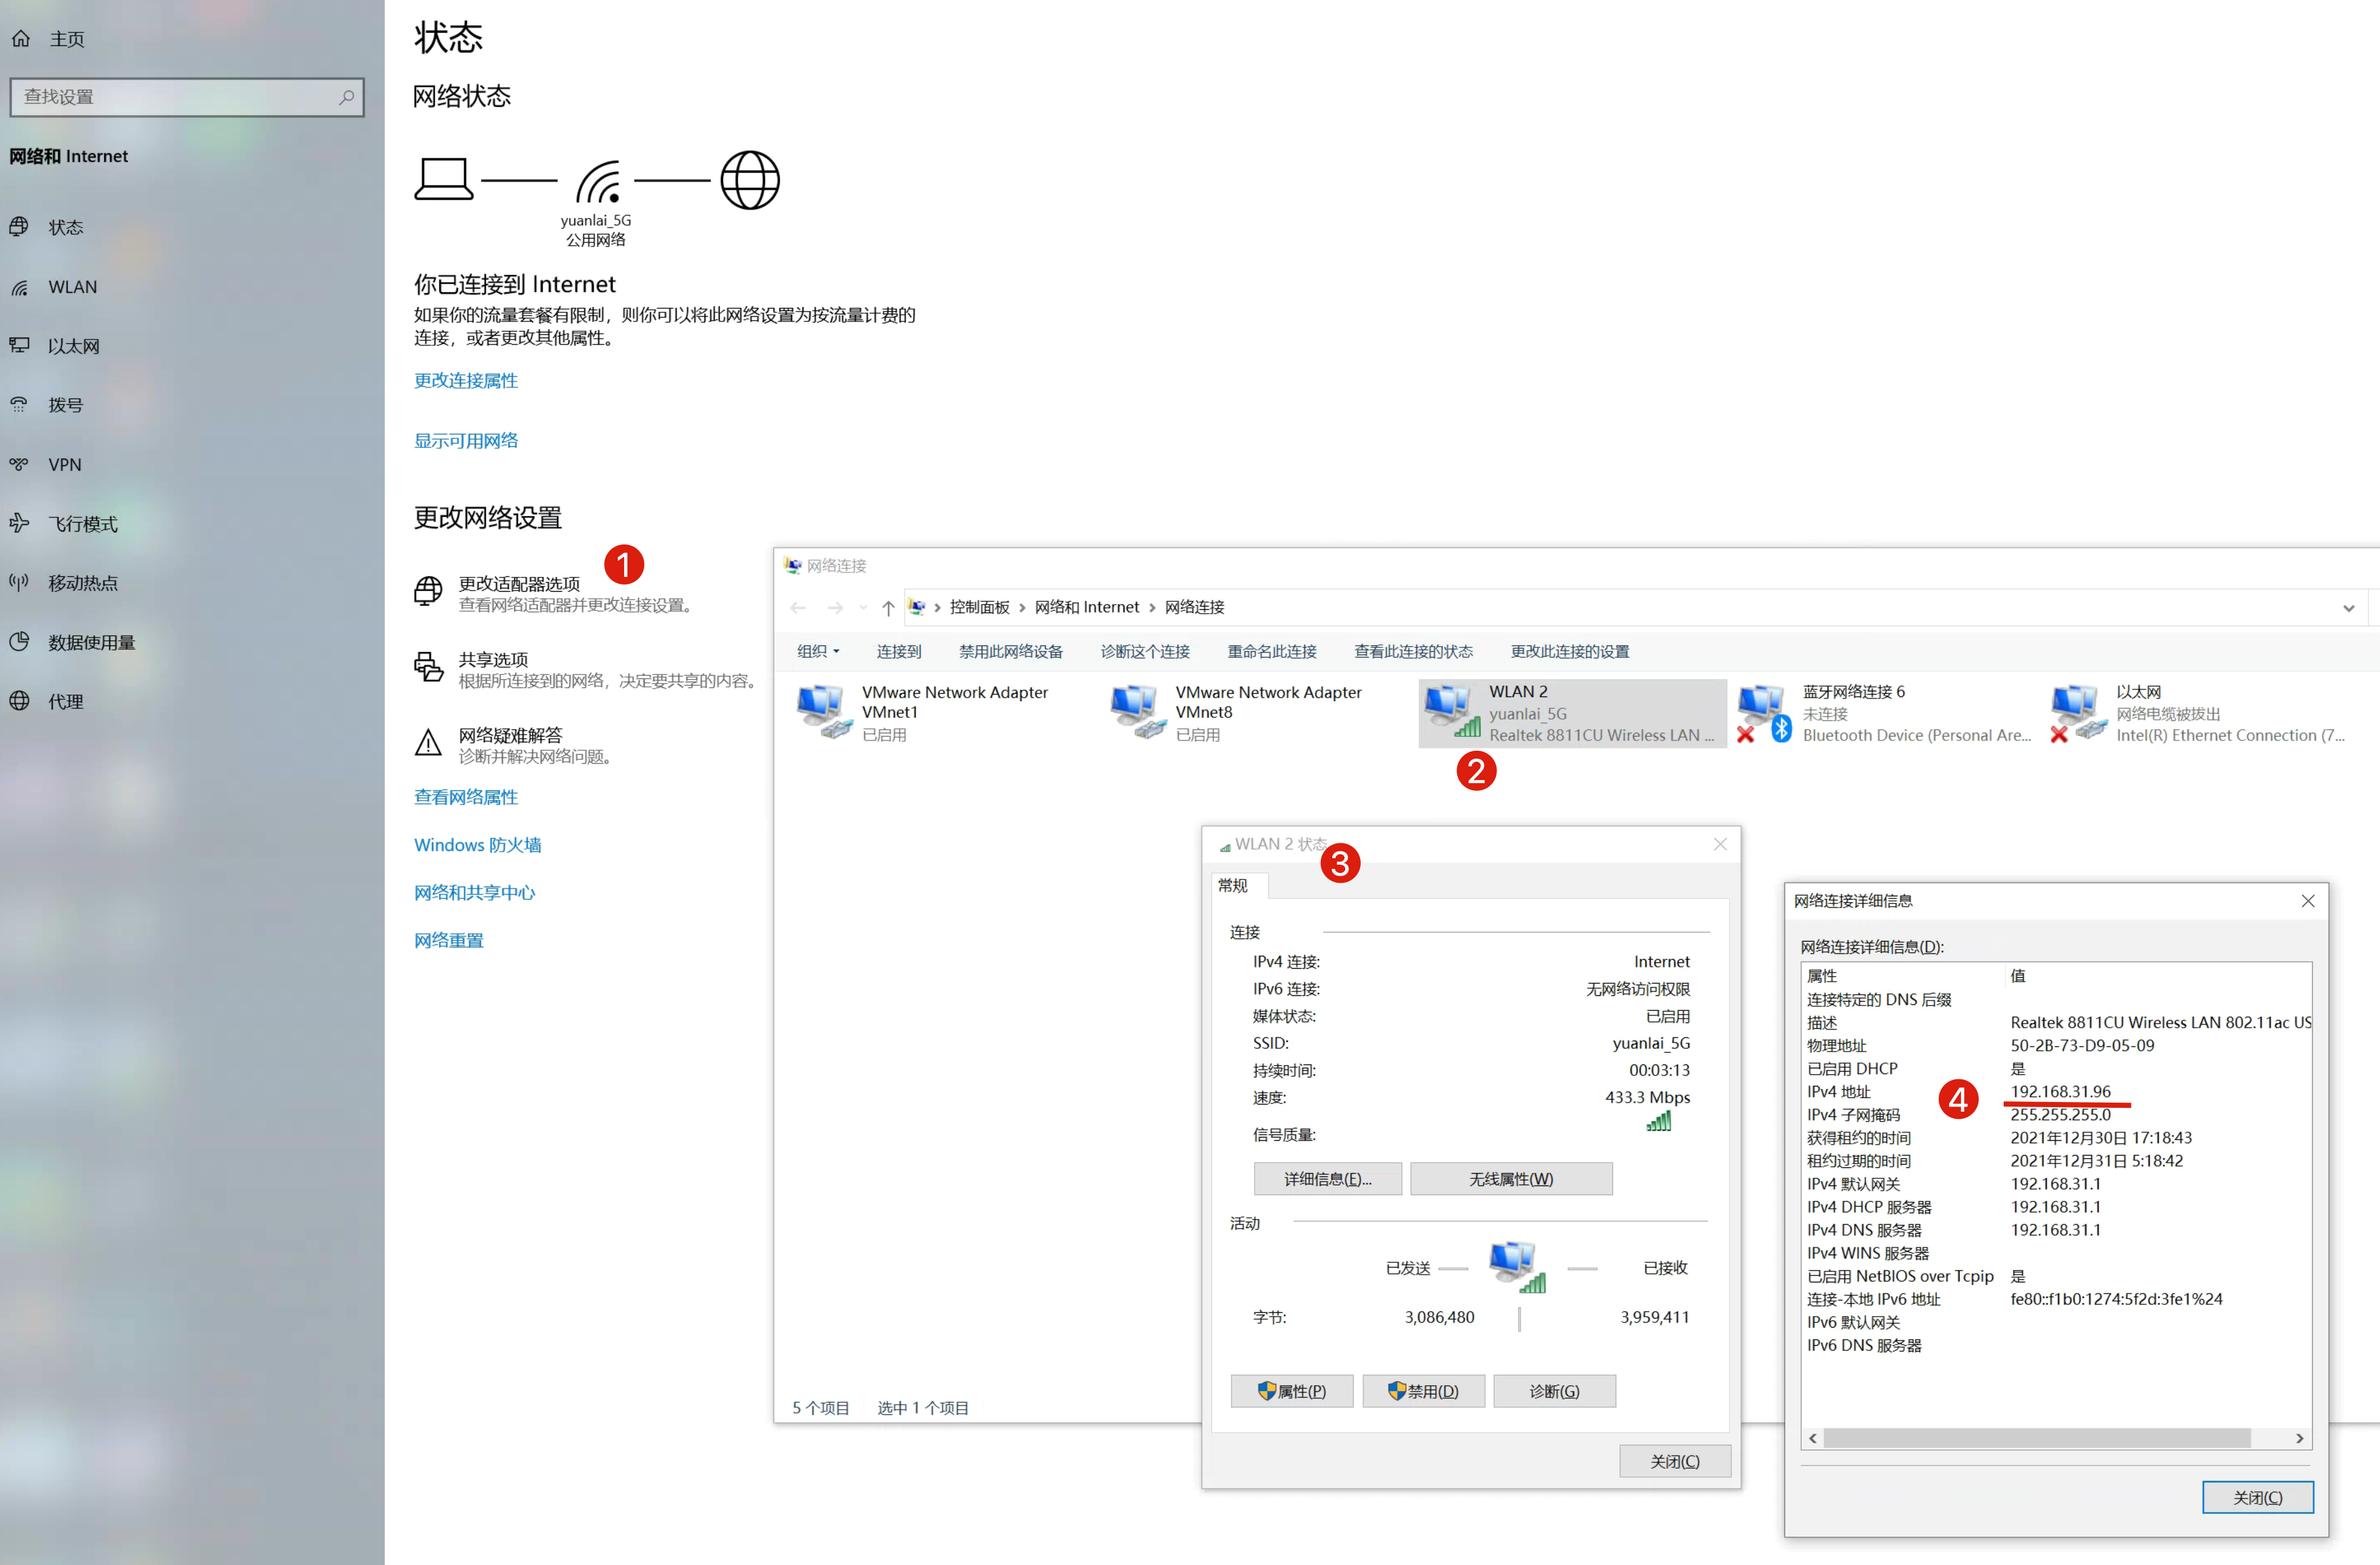 主页
查找设置
网络和 Internet
状态
WLAN
以太网
拨号
VPN
飞行模式
移动热点
数据使用量
代理
状态
网络状态
yuanlai_5G
公用网络
你已连接到 Internet
如果你的流量套餐有限制，则你可以将此网络设置为按流量计费的
连接，或者更改其他属性。
更改连接属性
显示可用网络
更改网络设置
1
更改适配器选项
查看网络适配器并更改连接设置。
共享选项
根据所连接到的网络，决定要共享的内容。
网络疑难解答
诊断并解决网络问题。
查看网络属性
Windows 防火墙
网络和共享中心
网络重置
网络连接
控制面板 › 网络和 Internet › 网络连接
组织 连接到 禁用此网络设备 诊断这个连接 重命名此连接 查看此连接的状态 更改此连接的设置
VMware Network Adapter
VMnet1
已启用
VMware Network Adapter
VMnet8
已启用
WLAN 2
yuanlai_5G
Realtek 8811CU Wireless LAN ...
蓝牙网络连接 6
未连接
Bluetooth Device (Personal Are...
以太网
网络电缆被拔出
Intel(R) Ethernet Connection (7...
2
5 个项目 选中 1 个项目
WLAN 2 状态
3
常规
连接
IPv4 连接: Internet
IPv6 连接: 无网络访问权限
媒体状态: 已启用
SSID: yuanlai_5G
持续时间: 00:03:13
速度: 433.3 Mbps
信号质量:
详细信息(E)... 无线属性(W)
活动
已发送 已接收
字节: 3,086,480 3,959,411
属性(P) 禁用(D) 诊断(G)
关闭(C)
网络连接详细信息
网络连接详细信息(D):
属性 值
连接特定的 DNS 后缀
描述 Realtek 8811CU Wireless LAN 802.11ac US
物理地址 50-2B-73-D9-05-09
已启用 DHCP 是
IPv4 地址 4 192.168.31.96
IPv4 子网掩码 255.255.255.0
获得租约的时间 2021年12月30日 17:18:43
租约过期的时间 2021年12月31日 5:18:42
IPv4 默认网关 192.168.31.1
IPv4 DHCP 服务器 192.168.31.1
IPv4 DNS 服务器 192.168.31.1
IPv4 WINS 服务器
已启用 NetBIOS over Tcpip 是
连接-本地 IPv6 地址 fe80::f1b0:1274:5f2d:3fe1%24
IPv6 默认网关
IPv6 DNS 服务器
关闭(C)